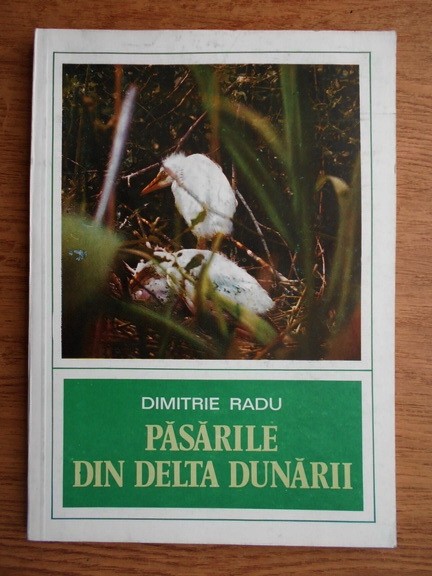 DIMITRIE RADU
PĂSĂRILE
DIN DELTA DUNĂRII